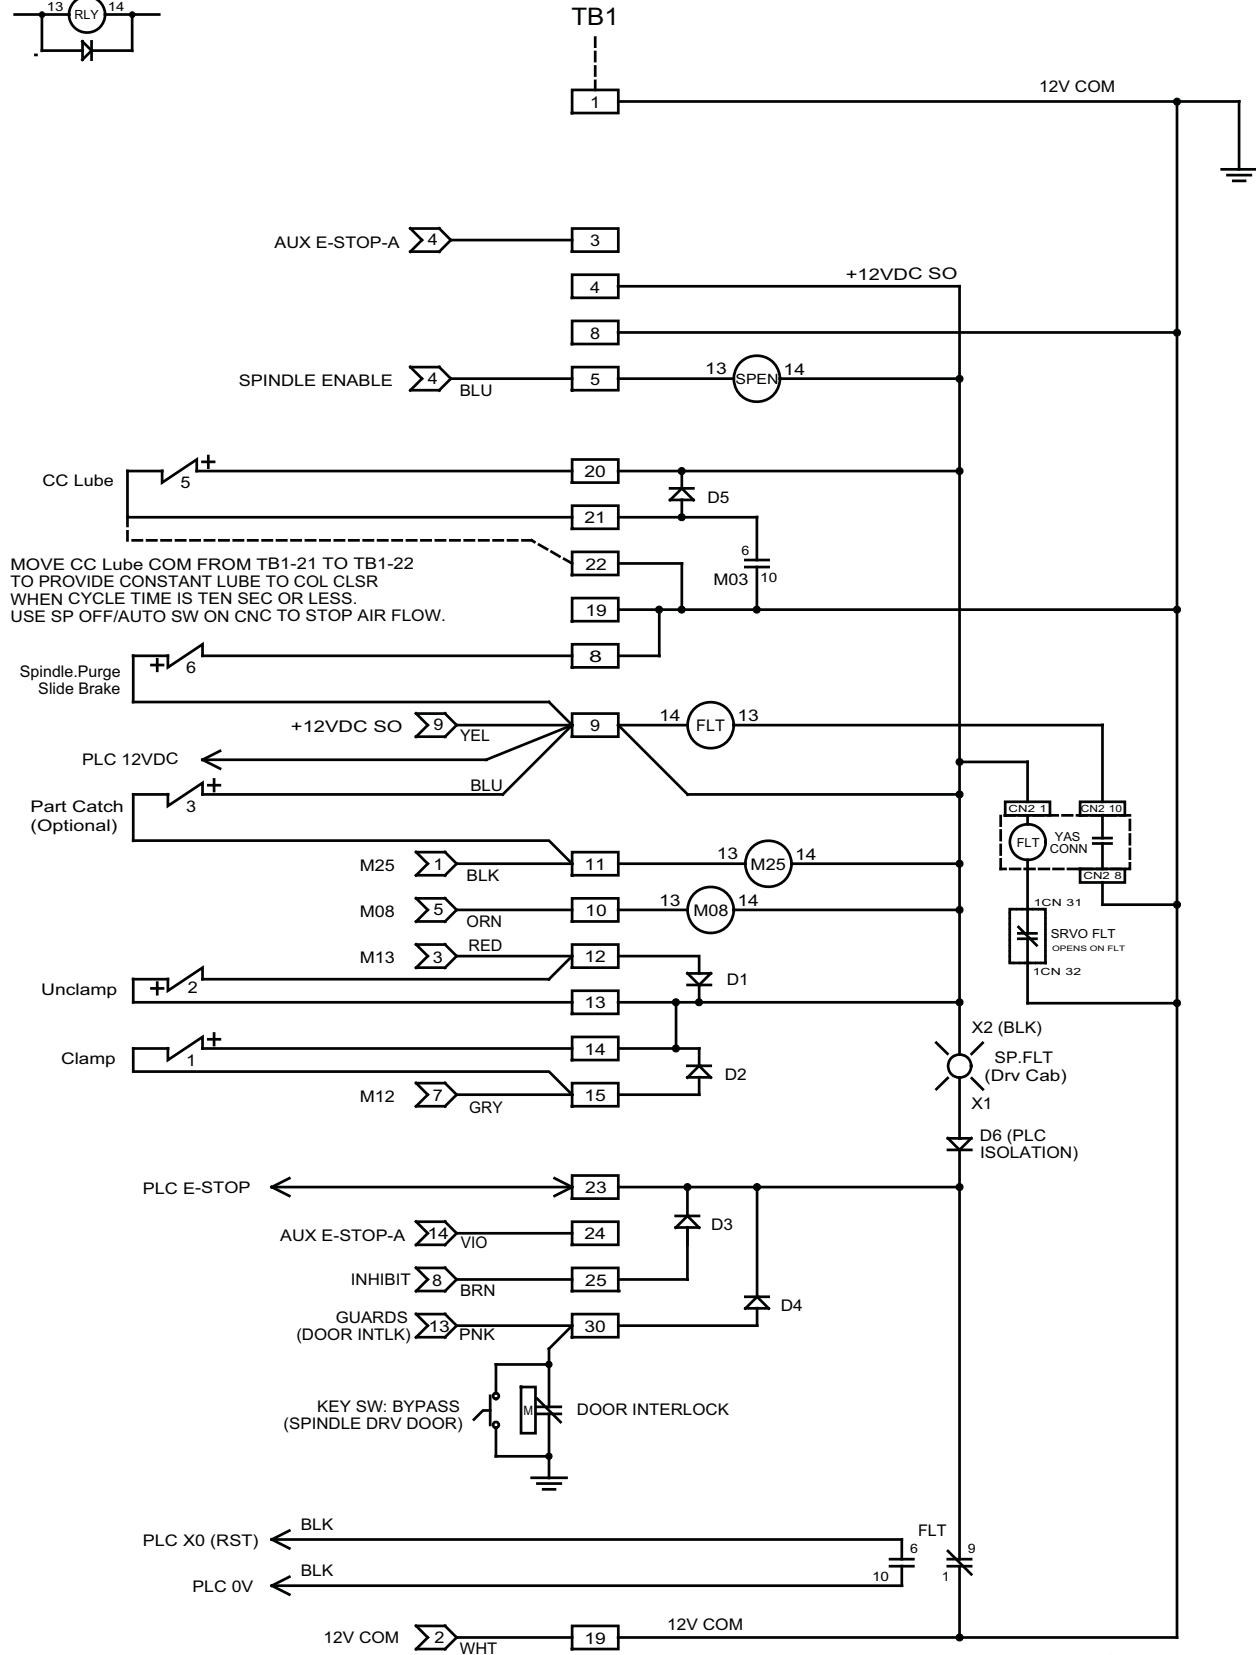 13 RLY 14
TB1
1
12V COM
AUX E-STOP-A 4 3
4 +12VDC SO
8
SPINDLE ENABLE 4 BLU 5 13 SPEN 14
CC Lube 5 + 20
D5
21
22
6 M03 10
MOVE CC Lube COM FROM TB1-21 TO TB1-22
TO PROVIDE CONSTANT LUBE TO COL CLSR
WHEN CYCLE TIME IS TEN SEC OR LESS.
USE SP OFF/AUTO SW ON CNC TO STOP AIR FLOW.
19
Spindle.Purge
Slide Brake
+ 6 8
+12VDC SO 9 YEL 9 14 FLT 13
PLC 12VDC
BLU
Part Catch
(Optional)
3 +
CN2 1 CN2 10
FLT YAS
CONN
CN2 8
M25 1 BLK 11 13 M25 14
M08 5 ORN 10 13 M08 14
1CN 31
SRVO FLT
OPENS ON FLT
1CN 32
M13 3 RED 12
D1
Unclamp + 2 13
Clamp 1 + 14
D2
M12 7 GRY 15
X2 (BLK)
SP.FLT
(Drv Cab)
X1
D6 (PLC
ISOLATION)
PLC E-STOP 23
D3
AUX E-STOP-A 14 VIO 24
INHIBIT 8 BRN 25
D4
GUARDS
(DOOR INTLK) 13 PNK 30
KEY SW: BYPASS
(SPINDLE DRV DOOR)
M DOOR INTERLOCK
PLC X0 (RST) BLK
FLT
6 10 9 1
PLC 0V BLK
12V COM 2 WHT 19 12V COM